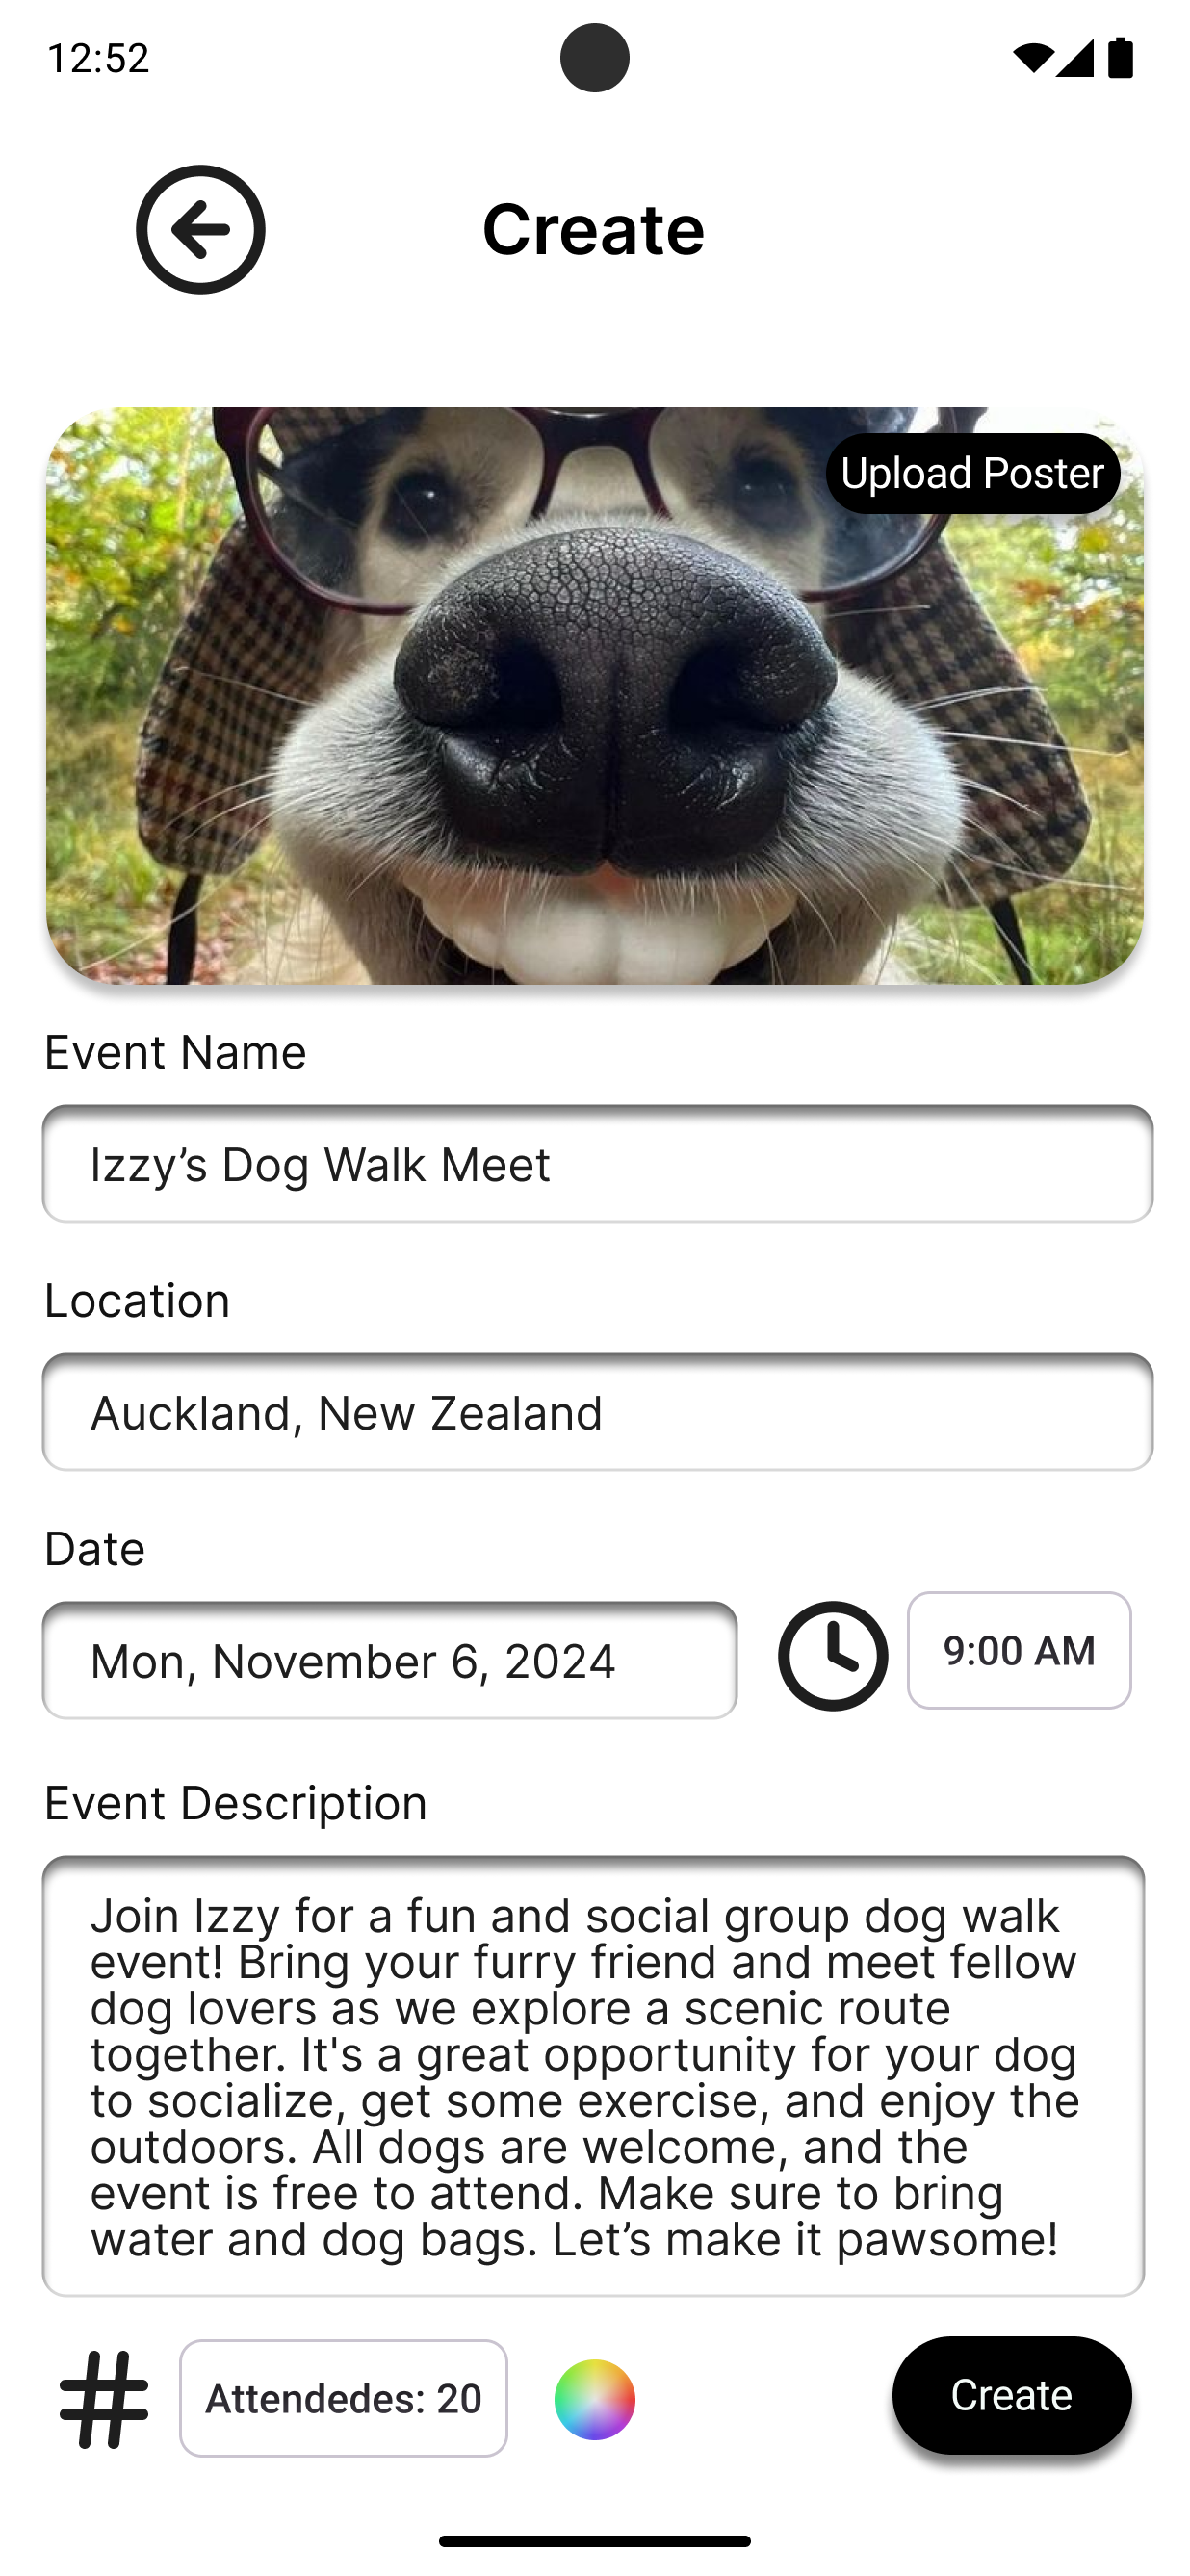 12:52
Create
Upload Poster
Event Name
Izzy’s Dog Walk Meet
Location
Auckland, New Zealand
Date
Mon, November 6, 2024
9:00 AM
Event Description
Join Izzy for a fun and social group dog walk
event! Bring your furry friend and meet fellow
dog lovers as we explore a scenic route
together. It's a great opportunity for your dog
to socialize, get some exercise, and enjoy the
outdoors. All dogs are welcome, and the
event is free to attend. Make sure to bring
water and dog bags. Let’s make it pawsome!
Attendedes: 20
Create